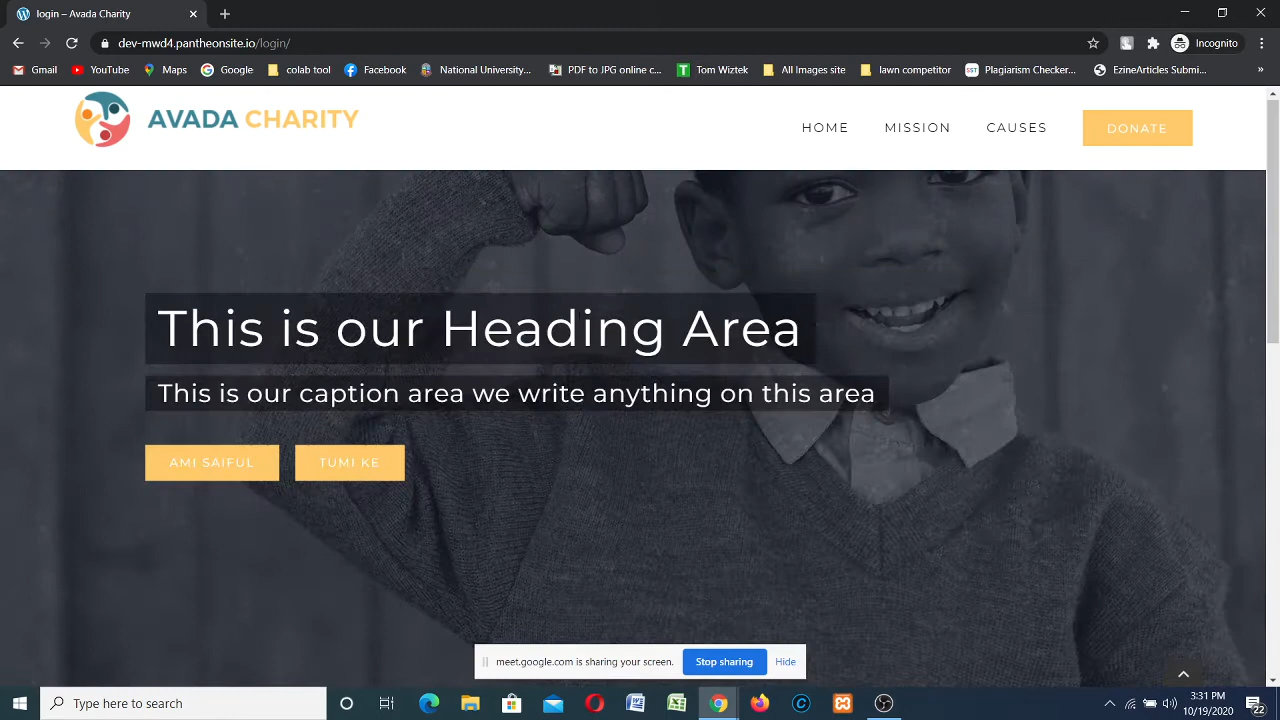 login – Avada Charity
dev-mwd4.pantheonsite.io/login/
Incognito
Gmail
YouTube
Maps
Google
colab tool
Facebook
National University...
PDF to JPG online c...
Tom Wiztek
All Images site
lawn competitor
SST
Plagiarism Checker...
EzineArticles Submi...
»
AVADA CHARITY
HOME
MISSION
CAUSES
DONATE
This is our Heading Area
This is our caption area we write anything on this area
AMI SAIFUL
TUMI KE
meet.google.com is sharing your screen.
Stop sharing
Hide
Type here to search
3:31 PM
10/19/2020
22